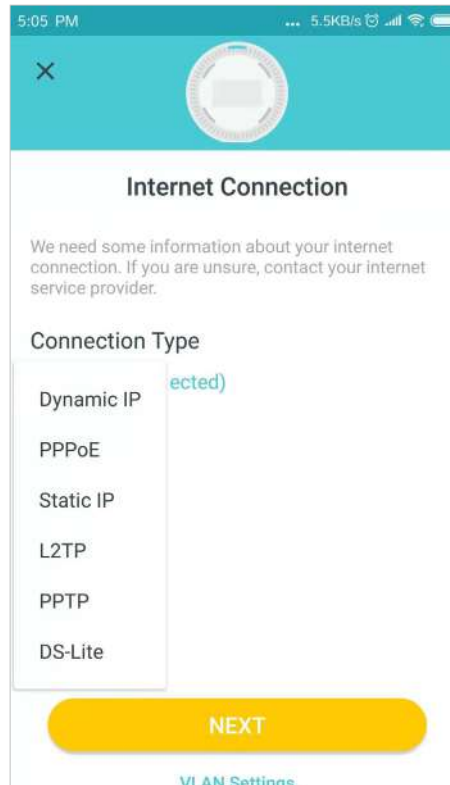 5:05 PM ... 5.5KB/s
Internet Connection
We need some information about your internet
connection. If you are unsure, contact your internet
service provider.
Connection Type
ected)
Dynamic IP
PPPoE
Static IP
L2TP
PPTP
DS-Lite
NEXT
VLAN Settings